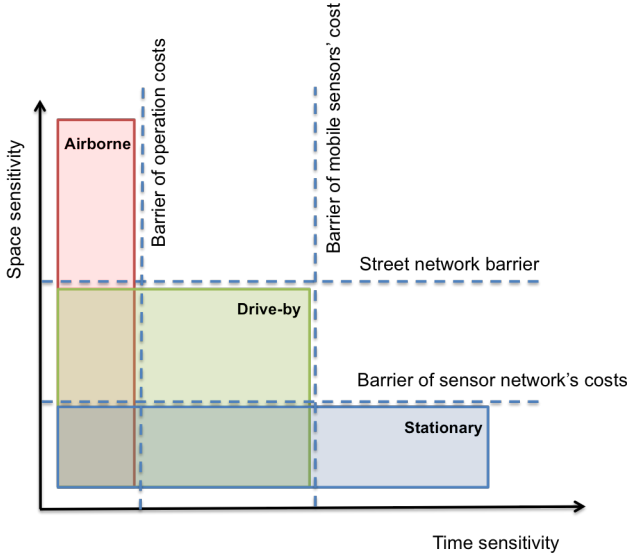 Barrier of operation costs
Barrier of mobile sensors' cost
Airborne
Space sensitivity
Street network barrier
Drive-by
Barrier of sensor network's costs
Stationary
Time sensitivity